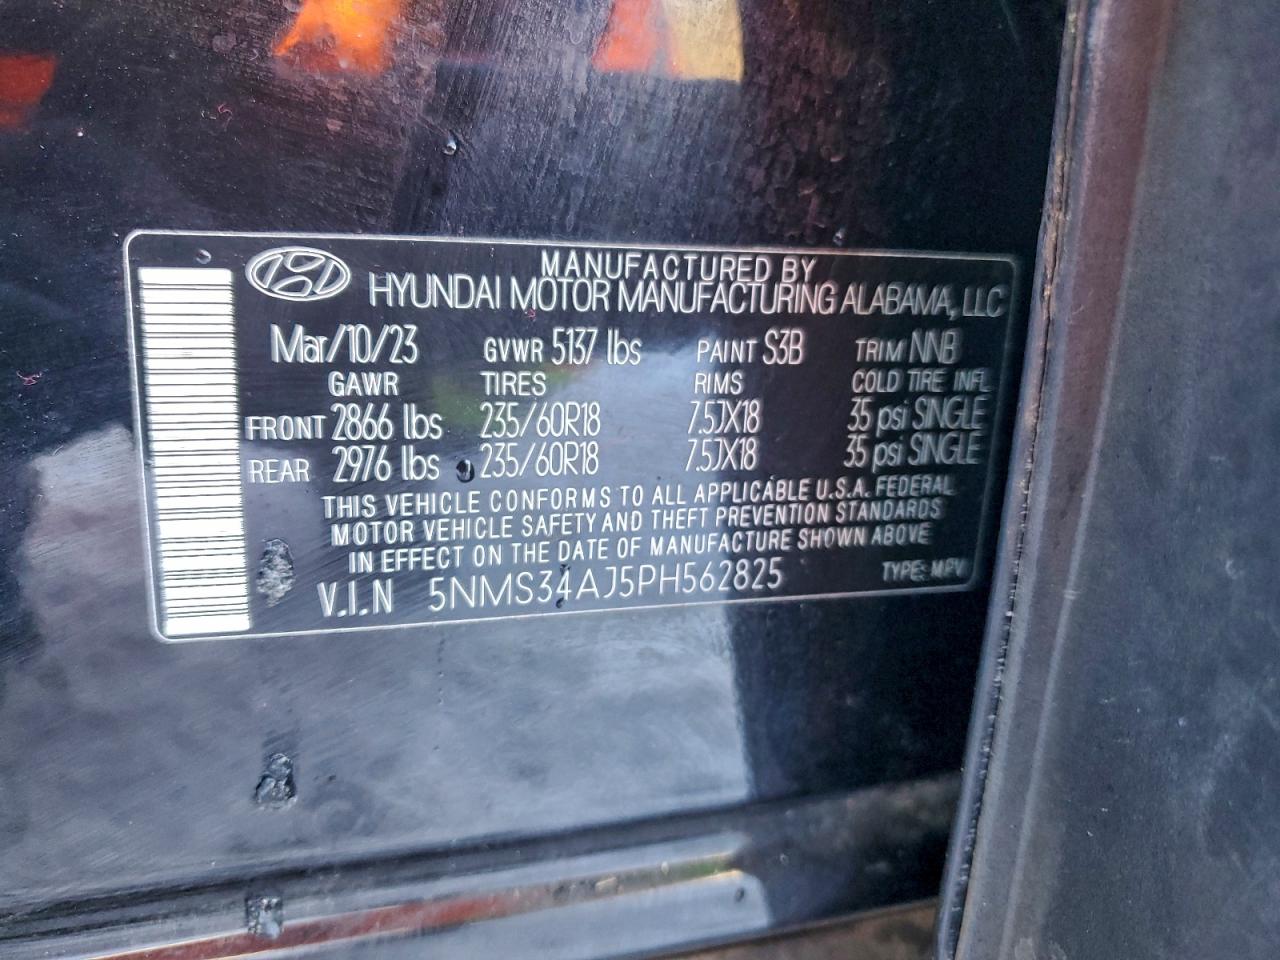 MANUFACTURED BY
HYUNDAI MOTOR MANUFACTURING ALABAMA, LLC
Mar/10/23 GVWR 5137 lbs PAINT S3B TRIM NNB
GAWR TIRES RIMS COLD TIRE INFL
FRONT 2866 lbs 235/60R18 7.5JX18 35 psi SINGLE
REAR 2976 lbs 235/60R18 7.5JX18 35 psi SINGLE
THIS VEHICLE CONFORMS TO ALL APPLICABLE U.S.A. FEDERAL
MOTOR VEHICLE SAFETY AND THEFT PREVENTION STANDARDS
IN EFFECT ON THE DATE OF MANUFACTURE SHOWN ABOVE
V.I.N 5NMS34AJ5PH562825 TYPE: MPV